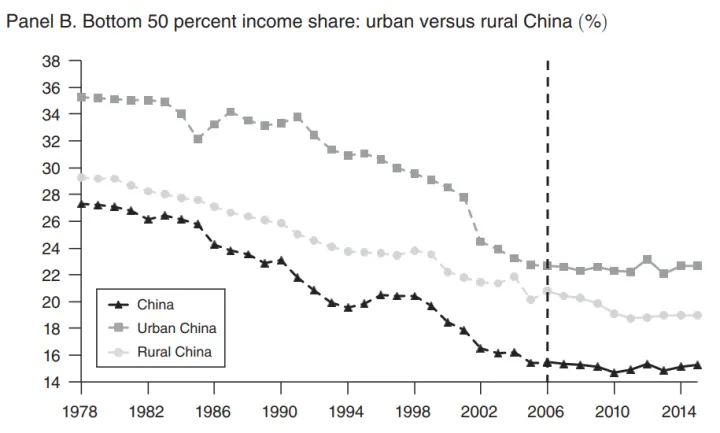 Panel B. Bottom 50 percent income share: urban versus rural China (%)
38
36
34
32
30
28
26
24
22
20
18
16
14
China
Urban China
Rural China
1978 1982 1986 1990 1994 1998 2002 2006 2010 2014